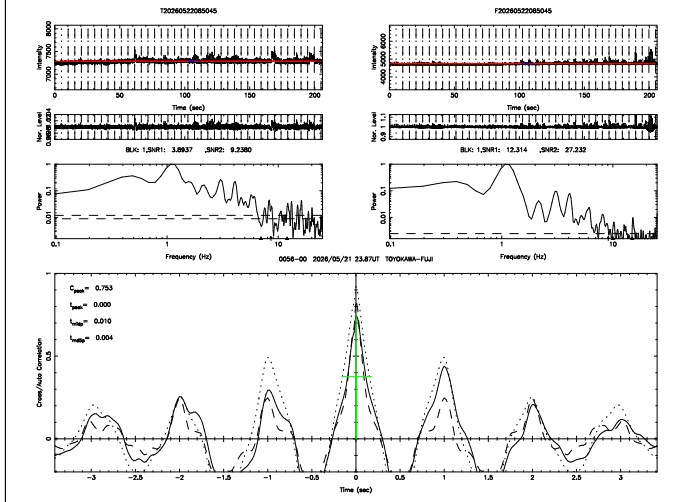 T20260522085045 F20260522085045
8000
7500
7000
Intensity
0 50 100 150 200
Time (sec)
6000
5000
4000
Intensity
0 50 100 150 200
Time (sec)
Nor. Level
Nor. Level
0.9 1 1.1
BLK: 1,SNR1: 3.8937 ,SNR2: 9.2380
BLK: 1,SNR1: 12.314 ,SNR2: 27.232
Power
1
0.1
0.01
0.1 1 10
Frequency (Hz)
Power
1
0.1
0.01
0.1 1 10
Frequency (Hz)
0056-00 2026/05/21 23.87UT TOYOKAWA-FUJI
Cpeak= 0.753
tpeak= 0.000
tmdp= 0.004
Cross/Auto Correlation
1
0.5
0
−3 −2.5 −2 −1.5 −1 −0.5 0 0.5 1 1.5 2 2.5 3
Time (sec)